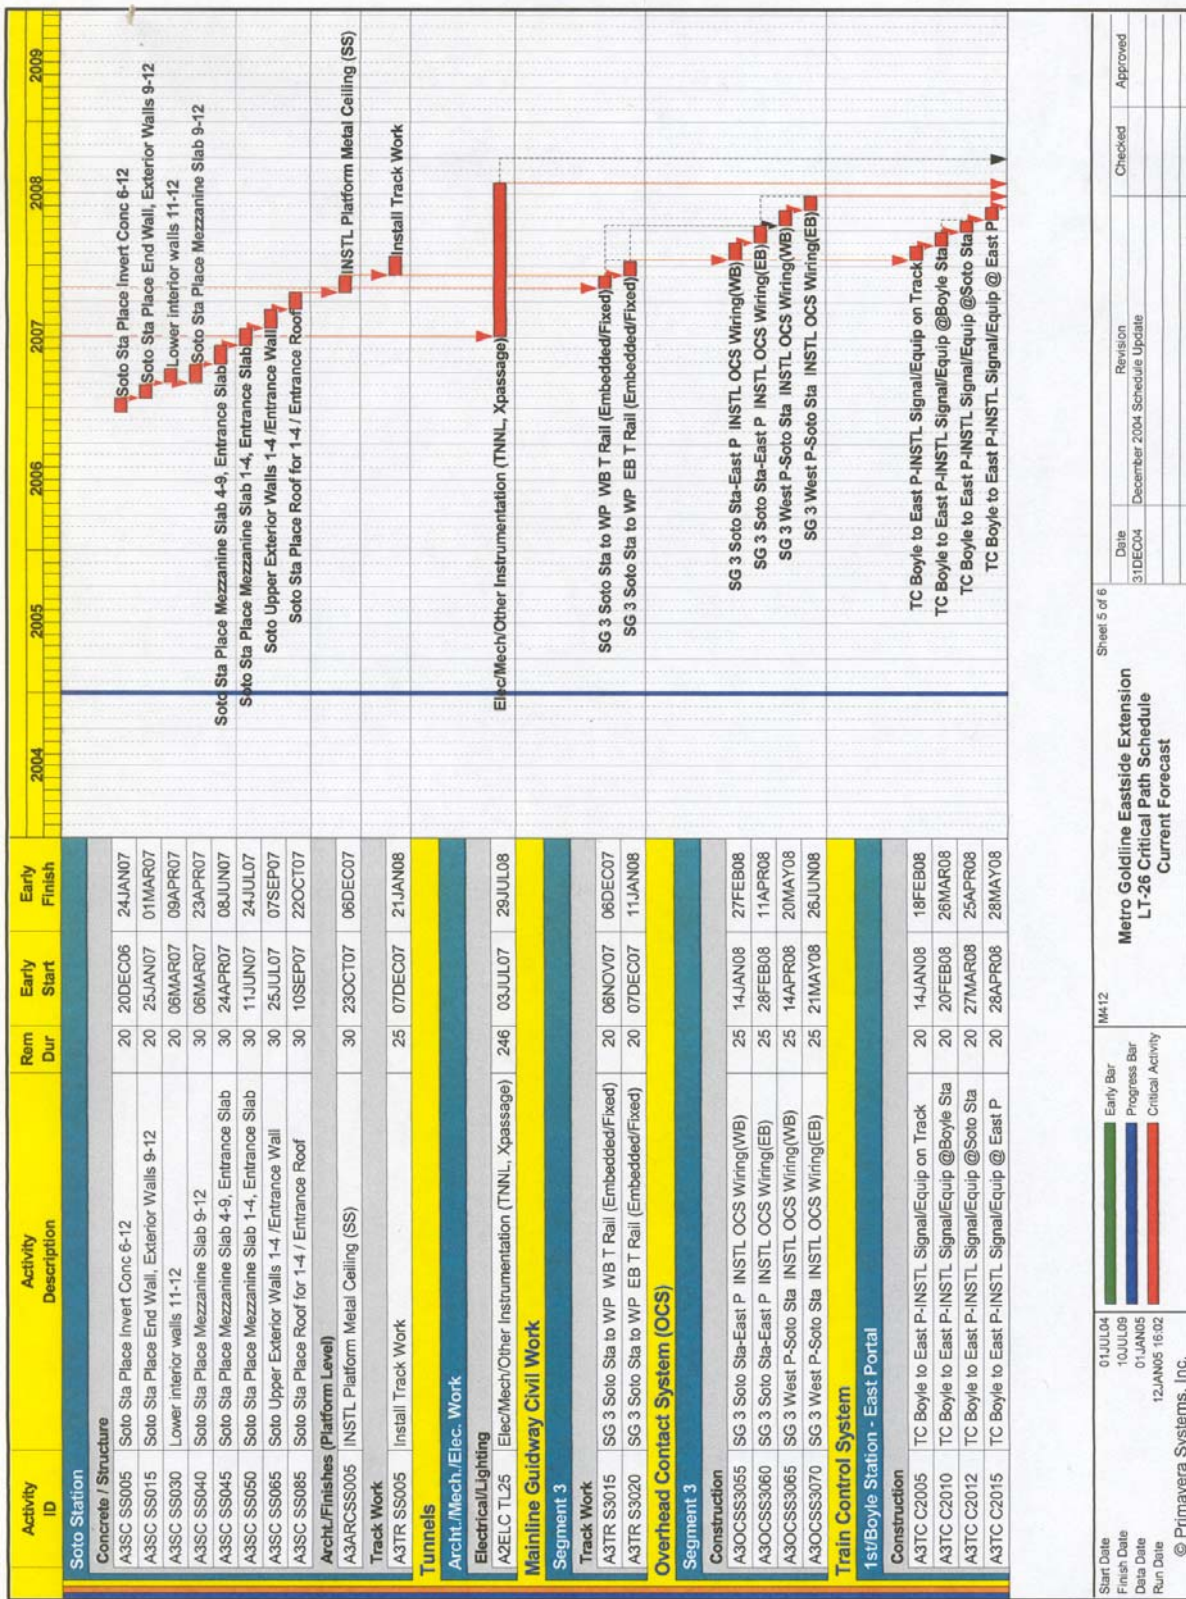 Activity ID Activity Description Rem Dur Early Start Early Finish 2004 2005 2006 2007 2008 2009
Soto Station
Concrete / Structure
A3SC SS005 Soto Sta Place Invert Conc 6-12 20 20DEC06 24JAN07 Soto Sta Place Invert Conc 6-12
A3SC SS015 Soto Sta Place End Wall, Exterior Walls 9-12 20 25JAN07 01MAR07 Soto Sta Place End Wall, Exterior Walls 9-12
A3SC SS030 Lower interior walls 11-12 20 06MAR07 09APR07 Lower interior walls 11-12
A3SC SS040 Soto Sta Place Mezzanine Slab 9-12 30 06MAR07 23APR07 Soto Sta Place Mezzanine Slab 9-12
A3SC SS045 Soto Sta Place Mezzanine Slab 4-9, Entrance Slab 30 24APR07 08JUN07 Soto Sta Place Mezzanine Slab 4-9, Entrance Slab
A3SC SS050 Soto Sta Place Mezzanine Slab 1-4, Entrance Slab 30 11JUN07 24JUL07 Soto Sta Place Mezzanine Slab 1-4, Entrance Slab
A3SC SS065 Soto Upper Exterior Walls 1-4 /Entrance Wall 30 25JUL07 07SEP07 Soto Upper Exterior Walls 1-4 /Entrance Wall
A3SC SS085 Soto Sta Place Roof for 1-4 / Entrance Roof 30 10SEP07 22OCT07 Soto Sta Place Roof for 1-4 / Entrance Roof
Archt./Finishes (Platform Level)
A3ARCSS005 INSTL Platform Metal Ceiling (SS) 30 23OCT07 06DEC07 INSTL Platform Metal Ceiling (SS)
Track Work
A3TR SS005 Install Track Work 25 07DEC07 21JAN08 Install Track Work
Tunnels
Archt./Mech./Elec. Work
Electrical/Lighting
A2ELC TL25 Elec/Mech/Other Instrumentation (TNNL, Xpassage) 246 03JUL07 29JUL08 Elec/Mech/Other Instrumentation (TNNL, Xpassage)
Mainline Guidway Civil Work
Segment 3
Track Work
A3TR S3015 SG 3 Soto Sta to WP WB T Rail (Embedded/Fixed) 20 06NOV07 06DEC07 SG 3 Soto Sta to WP WB T Rail (Embedded/Fixed)
A3TR S3020 SG 3 Soto Sta to WP EB T Rail (Embedded/Fixed) 20 07DEC07 11JAN08 SG 3 Soto Sta to WP EB T Rail (Embedded/Fixed)
Overhead Contact System (OCS)
Segment 3
Construction
A3OCSS3055 SG 3 Soto Sta-East P INSTL OCS Wiring(WB) 25 14JAN08 27FEB08 SG 3 Soto Sta-East P INSTL OCS Wiring(WB)
A3OCSS3060 SG 3 Soto Sta-East P INSTL OCS Wiring(EB) 25 28FEB08 11APR08 SG 3 Soto Sta-East P INSTL OCS Wiring(EB)
A3OCSS3065 SG 3 West P-Soto Sta INSTL OCS Wiring(WB) 25 14APR08 20MAY08 SG 3 West P-Soto Sta INSTL OCS Wiring(WB)
A3OCSS3070 SG 3 West P-Soto Sta INSTL OCS Wiring(EB) 25 21MAY08 26JUN08 SG 3 West P-Soto Sta INSTL OCS Wiring(EB)
Train Control System
1st/Boyle Station - East Portal
Construction
A3TC C2005 TC Boyle to East P-INSTL Signal/Equip on Track 20 14JAN08 18FEB08 TC Boyle to East P-INSTL Signal/Equip on Track
A3TC C2010 TC Boyle to East P-INSTL Signal/Equip @Boyle Sta 20 20FEB08 26MAR08 TC Boyle to East P-INSTL Signal/Equip @Boyle Sta
A3TC C2012 TC Boyle to East P-INSTL Signal/Equip @Soto Sta 20 27MAR08 25APR08 TC Boyle to East P-INSTL Signal/Equip @Soto Sta
A3TC C2015 TC Boyle to East P-INSTL Signal/Equip @ East P 20 28APR08 28MAY08 TC Boyle to East P-INSTL Signal/Equip @ East P
Start Date 01JUL04
Finish Date 10JUL09
Data Date 01JAN05
Run Date 12JAN05 16:02
© Primavera Systems, Inc.
Early Bar
Progress Bar
Critical Activity
M412
Sheet 5 of 6
Metro Goldline Eastside Extension
LT-26 Critical Path Schedule
Current Forecast
Date Revision Checked Approved
31DEC04 December 2004 Schedule Update